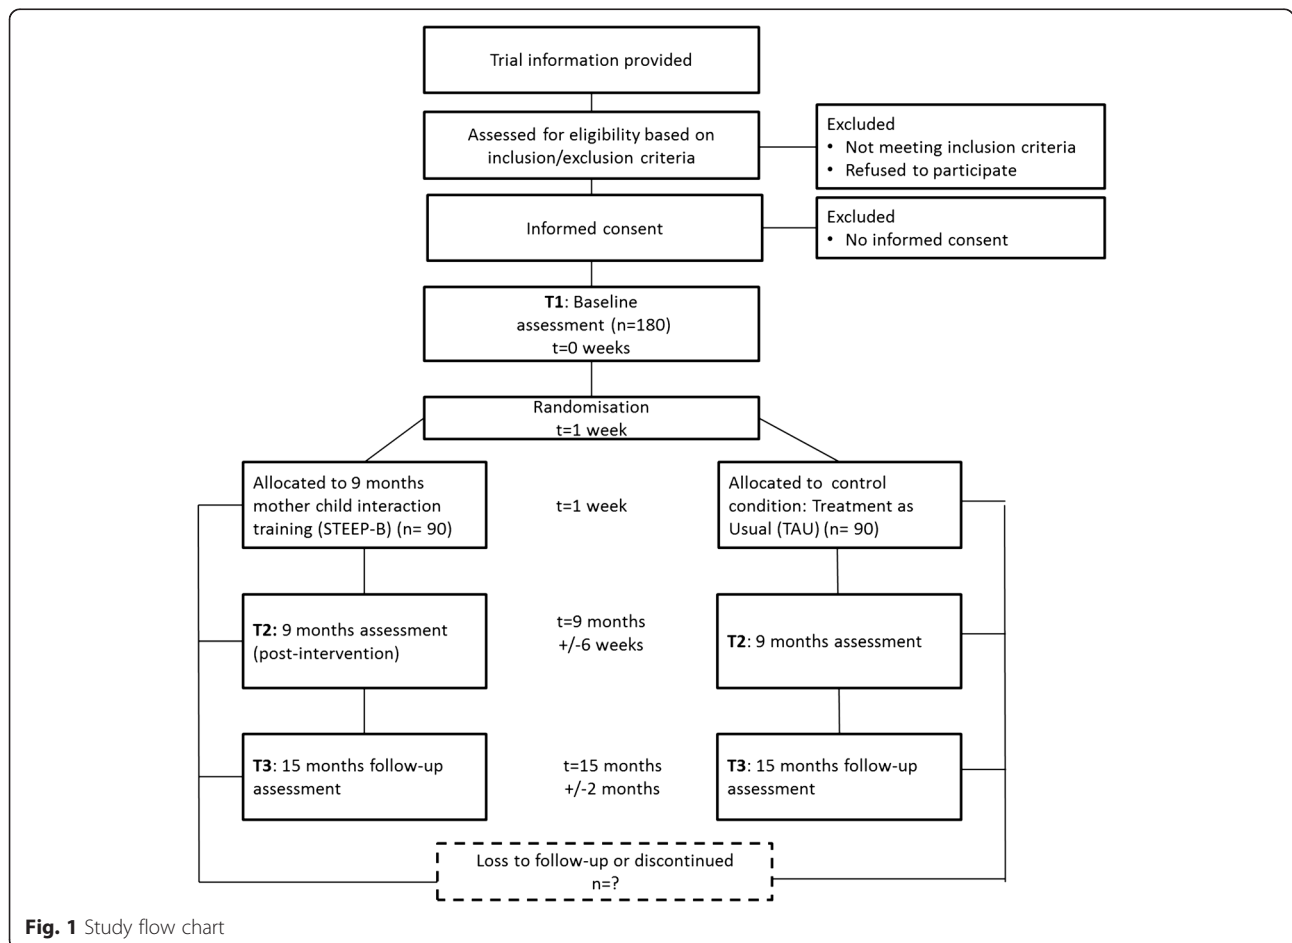 Trial information provided
Assessed for eligibility based on
inclusion/exclusion criteria
Excluded
• Not meeting inclusion criteria
• Refused to participate
Informed consent
Excluded
• No informed consent
T1: Baseline
assessment (n=180)
t=0 weeks
Randomisation
t=1 week
Allocated to 9 months
mother child interaction
training (STEEP-B) (n= 90)
t=1 week
Allocated to control
condition: Treatment as
Usual (TAU) (n= 90)
T2: 9 months assessment
(post-intervention)
t=9 months
+/-6 weeks
T2: 9 months assessment
T3: 15 months follow-up
assessment
t=15 months
+/-2 months
T3: 15 months follow-up
assessment
Loss to follow-up or discontinued
n=?
Fig. 1 Study flow chart